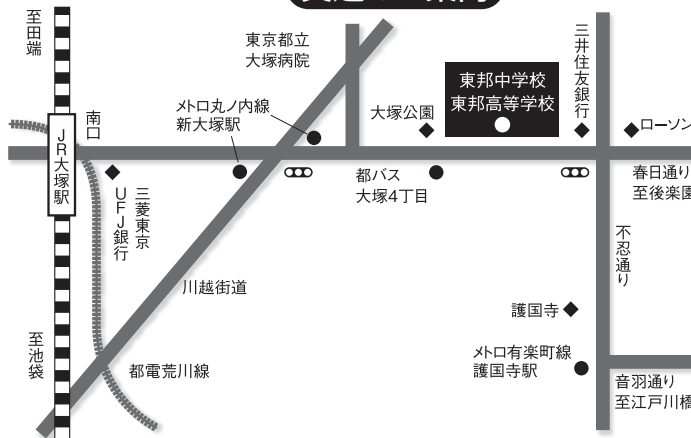 至田端
東京都立
大塚病院
三井住友銀行
東邦中学校
東邦高等学校
メトロ丸ノ内線
新大塚駅
大塚公園
ローソン
南口
JR大塚駅
三菱東京
UFJ銀行
都バス
大塚4丁目
春日通り
至後楽園
不忍通り
川越街道
護国寺
至池袋
都電荒川線
メトロ有楽町線
護国寺駅
音羽通り
至江戸川橋